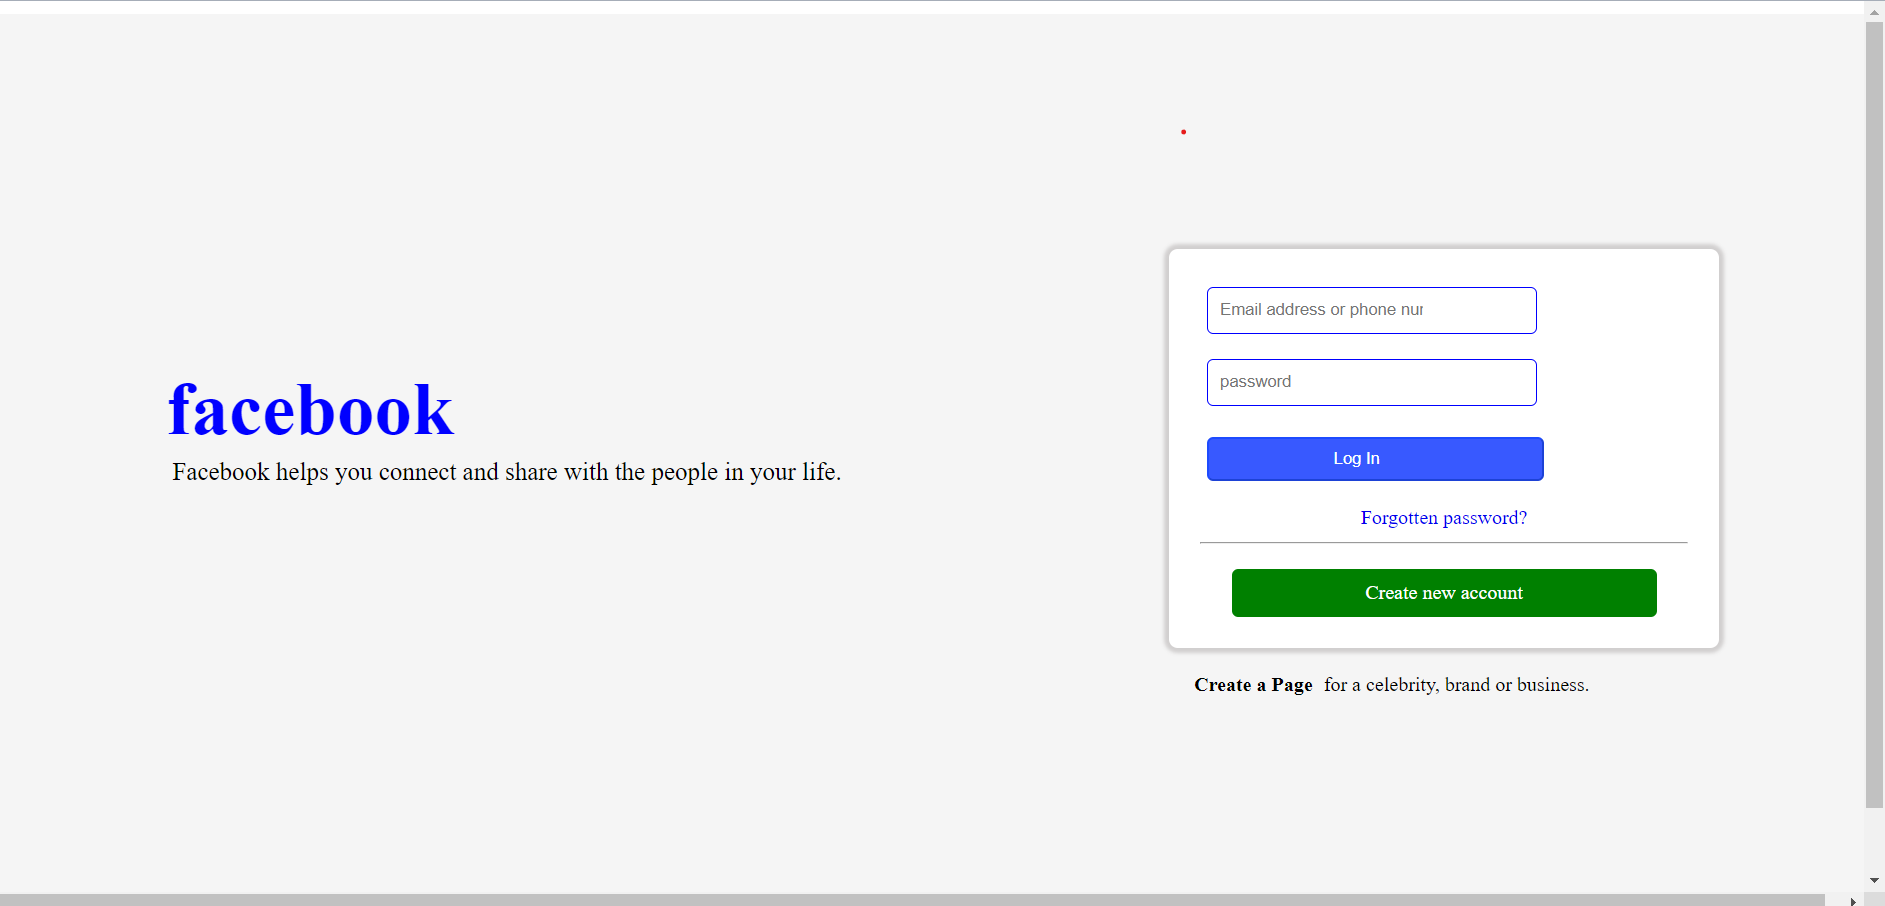 facebook
Facebook helps you connect and share with the people in your life.
Email address or phone nur
password
Log In
Forgotten password?
Create new account
Create a Page for a celebrity, brand or business.